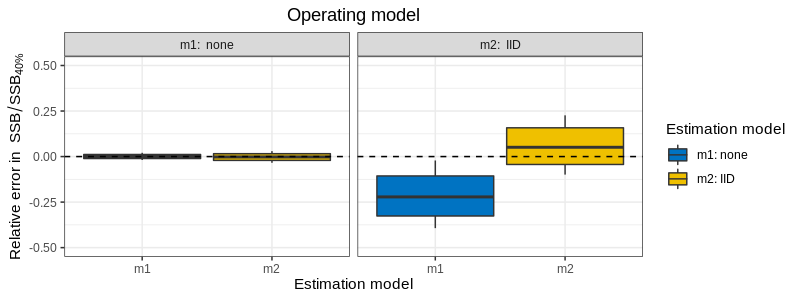 Operating model
m1: none
m2: IID
Relative error in SSB/SSB40%
0.50
0.25
0.00
-0.25
-0.50
m1
m2
m1
m2
Estimation model
Estimation model
m1: none
m2: IID